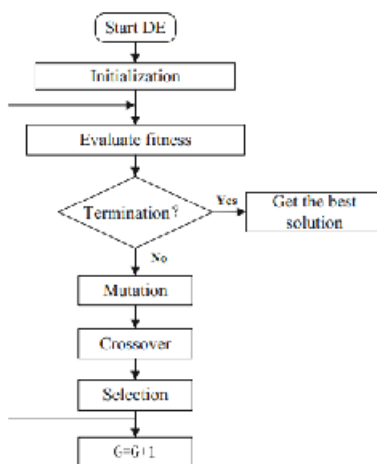 Start DE
Initialization
Evaluate fitness
Termination?
Yes
Get the best
solution
No
Mutation
Crossover
Selection
G=G+1